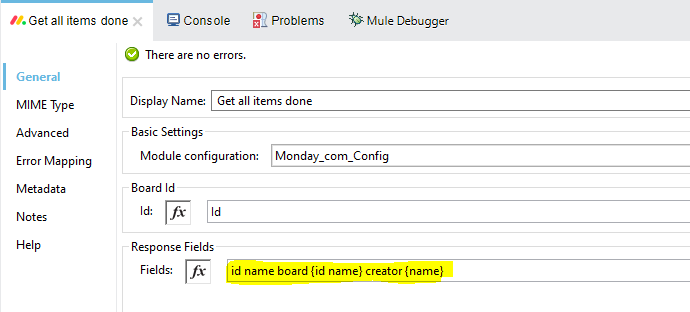 Get all items done
Console
Problems
Mule Debugger
There are no errors.
General
MIME Type
Advanced
Error Mapping
Metadata
Notes
Help
Display Name: Get all items done
Basic Settings
Module configuration: Monday_com_Config
Board Id
Id: fx Id
Response Fields
Fields: fx id name board {id name} creator {name}